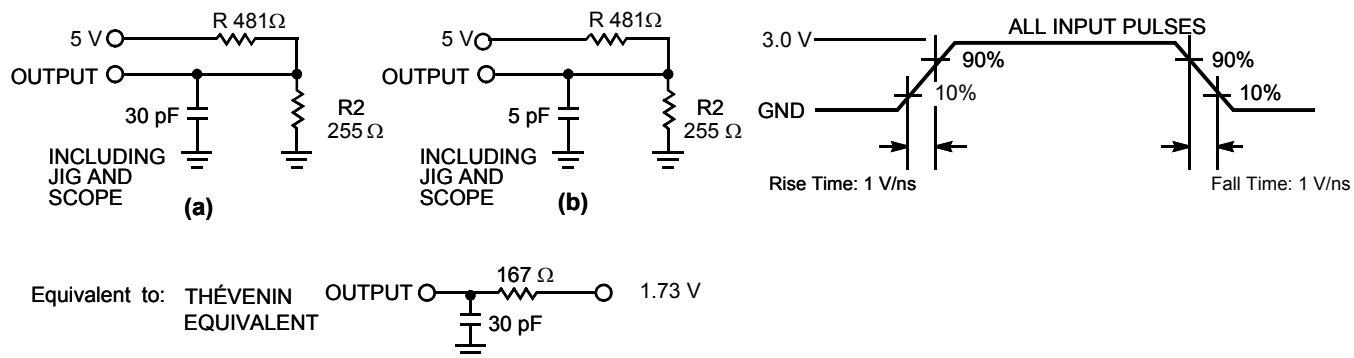 R 481Ω
5 V
OUTPUT
30 pF
R2
255 Ω
INCLUDING
JIG AND
SCOPE
(a)
R 481Ω
5 V
OUTPUT
5 pF
R2
255 Ω
INCLUDING
JIG AND
SCOPE
(b)
ALL INPUT PULSES
3.0 V
90%
90%
10%
10%
GND
Rise Time: 1 V/ns
Fall Time: 1 V/ns
Equivalent to: THÉVENIN
EQUIVALENT
OUTPUT
167 Ω
1.73 V
30 pF